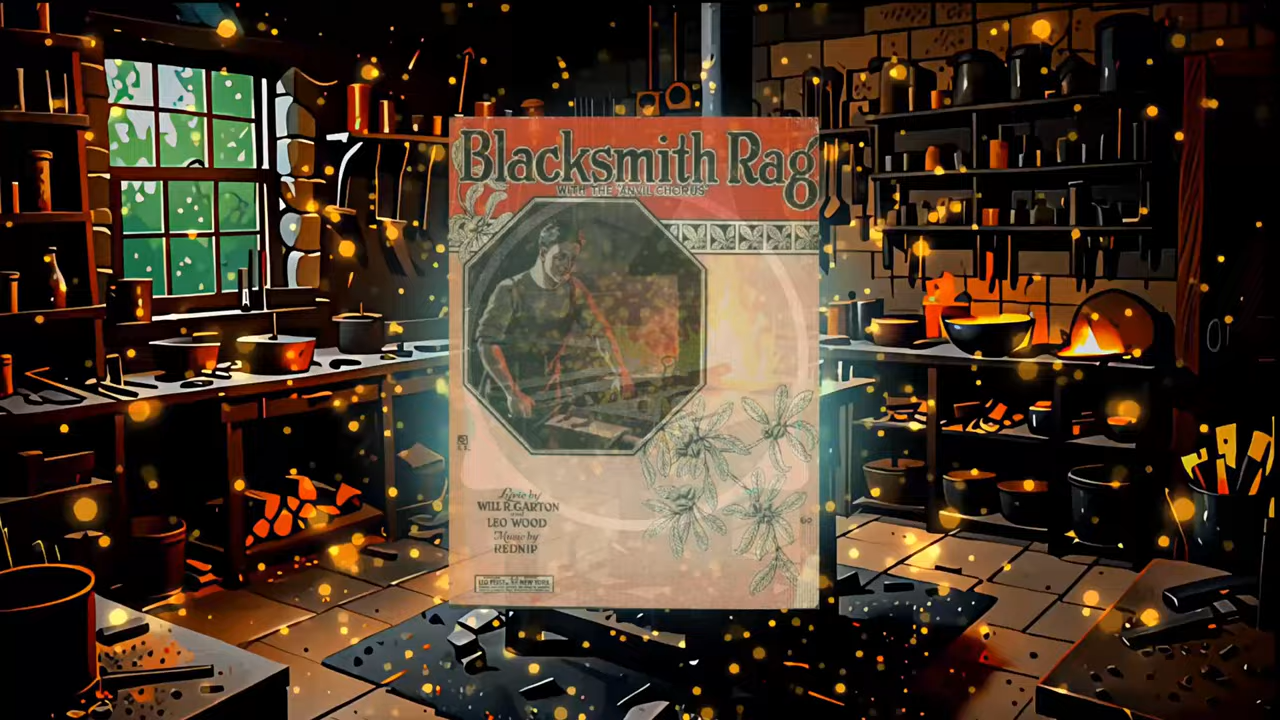 Blacksmith Rag
WITH THE "ANVIL CHORUS"
Lyric by
WILL R. GARTON
and
LEO WOOD
Music by
REDNIP